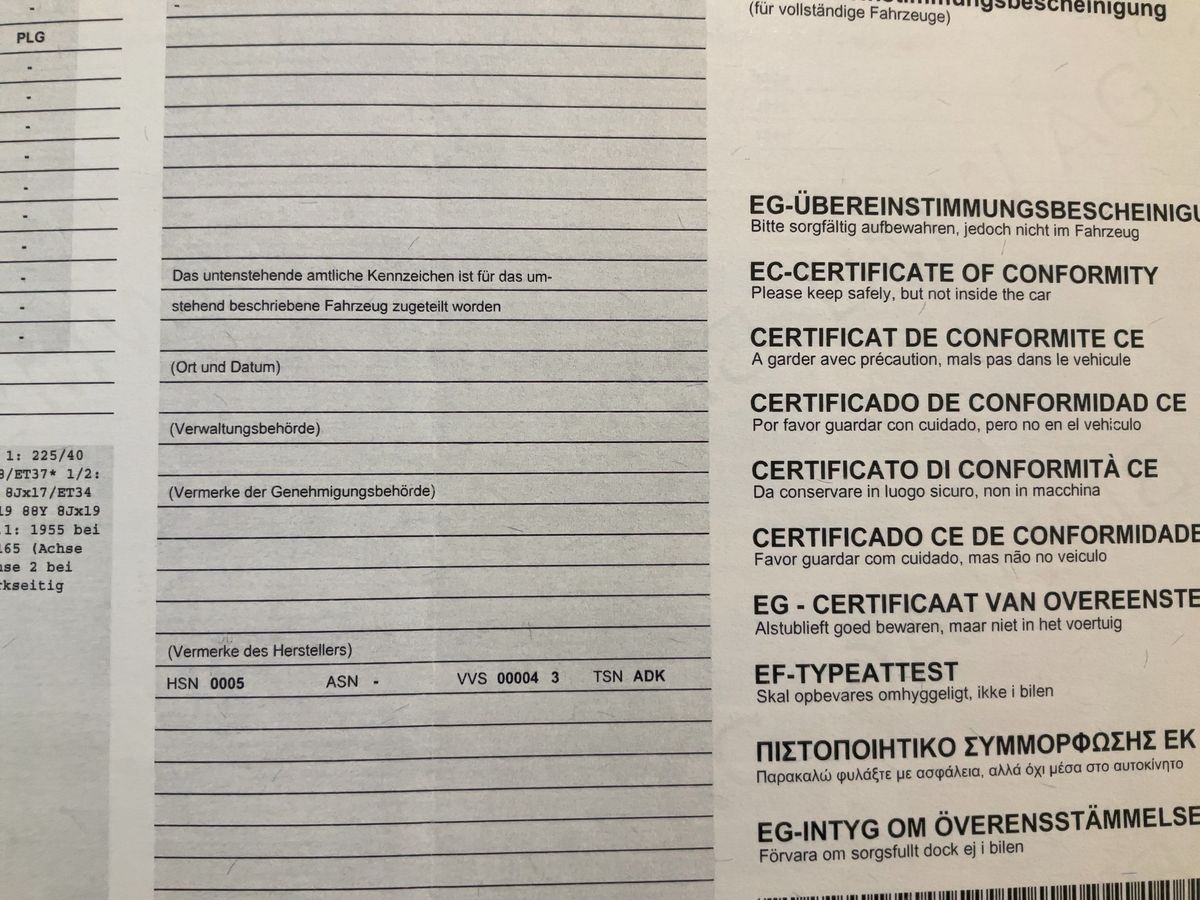 PLG
1: 225/40
8/ET37* 1/2:
8Jx17/ET34
19 88Y 8Jx19
1: 1955 bei
165 (Achse
se 2 bei
rkseitig
-
Das untenstehende amtliche Kennzeichen ist für das um-
stehend beschriebene Fahrzeug zugeteilt worden
(Ort und Datum)
(Verwaltungsbehörde)
(Vermerke der Genehmigungsbehörde)
(Vermerke des Herstellers)
HSN 0005 ASN - VVS 00004 3 TSN ADK
(für vollständige Fahrzeuge)
EG-ÜBEREINSTIMMUNGSBESCHEINIGU
Bitte sorgfältig aufbewahren, jedoch nicht im Fahrzeug
EC-CERTIFICATE OF CONFORMITY
Please keep safely, but not inside the car
CERTIFICAT DE CONFORMITE CE
A garder avec précaution, mals pas dans le vehicule
CERTIFICADO DE CONFORMIDAD CE
Por favor guardar con cuidado, pero no en el vehiculo
CERTIFICATO DI CONFORMITÀ CE
Da conservare in luogo sicuro, non in macchina
CERTIFICADO CE DE CONFORMIDADE
Favor guardar com cuidado, mas não no veiculo
EG - CERTIFICAAT VAN OVEREENSTE
Alstublieft goed bewaren, maar niet in het voertuig
EF-TYPEATTEST
Skal opbevares omhyggeligt, ikke i bilen
ΠΙΣΤΟΠΟΙΗΤΙΚΟ ΣΥΜΜΟΡΦΩΣΗΣ ΕΚ
Παρακαλώ φυλάξτε με ασφάλεια, αλλά όχι μέσα στο αυτοκίνητο
EG-INTYG OM ÖVERENSSTÄMMELSE
Förvara om sorgsfullt dock ej i bilen